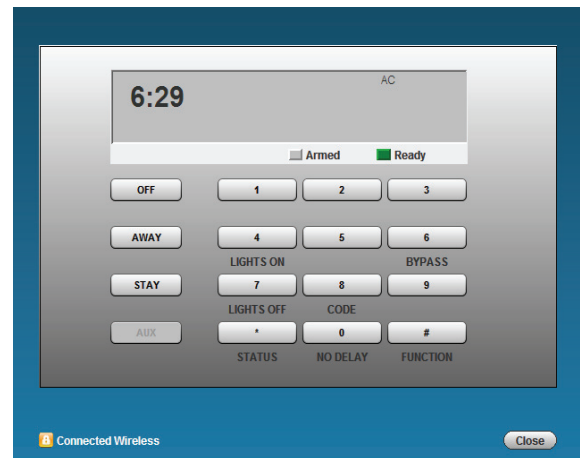 AC
6:29
Armed Ready
OFF 1 2 3
AWAY 4 5 6
LIGHTS ON BYPASS
STAY 7 8 9
LIGHTS OFF CODE
AUX * 0 #
STATUS NO DELAY FUNCTION
Connected Wireless Close